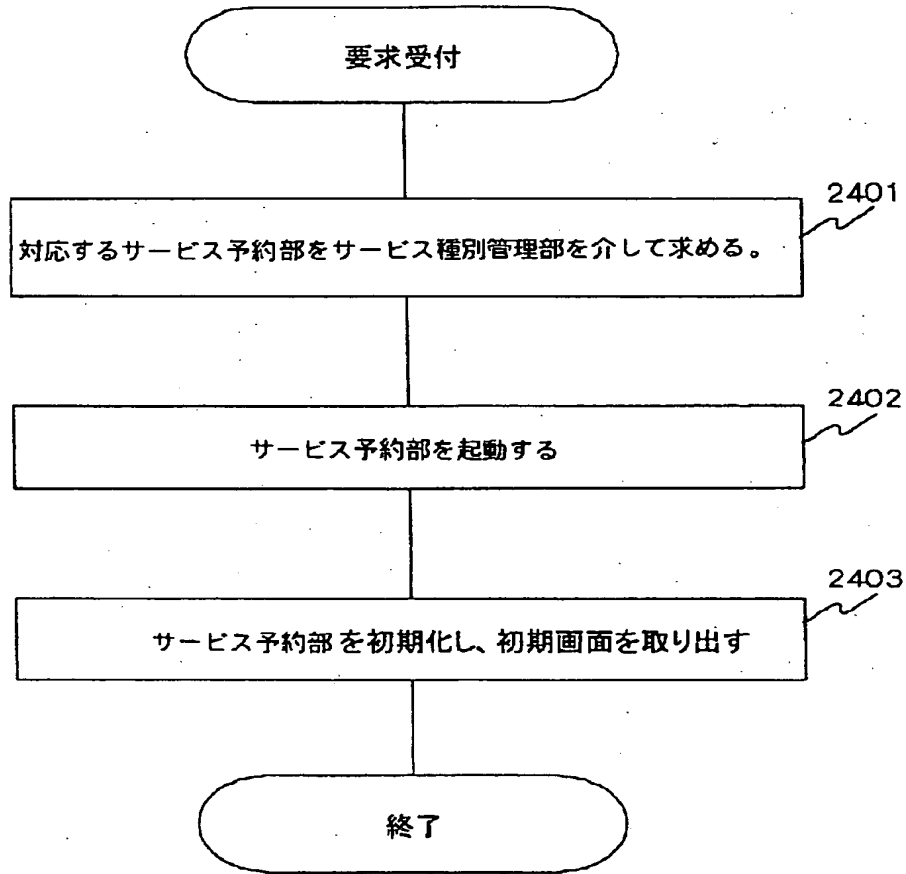 要求受付
2401
対応するサービス予約部をサービス種別管理部を介して求める。
2402
サービス予約部を起動する
2403
サービス予約部を初期化し、初期画面を取り出す
終了